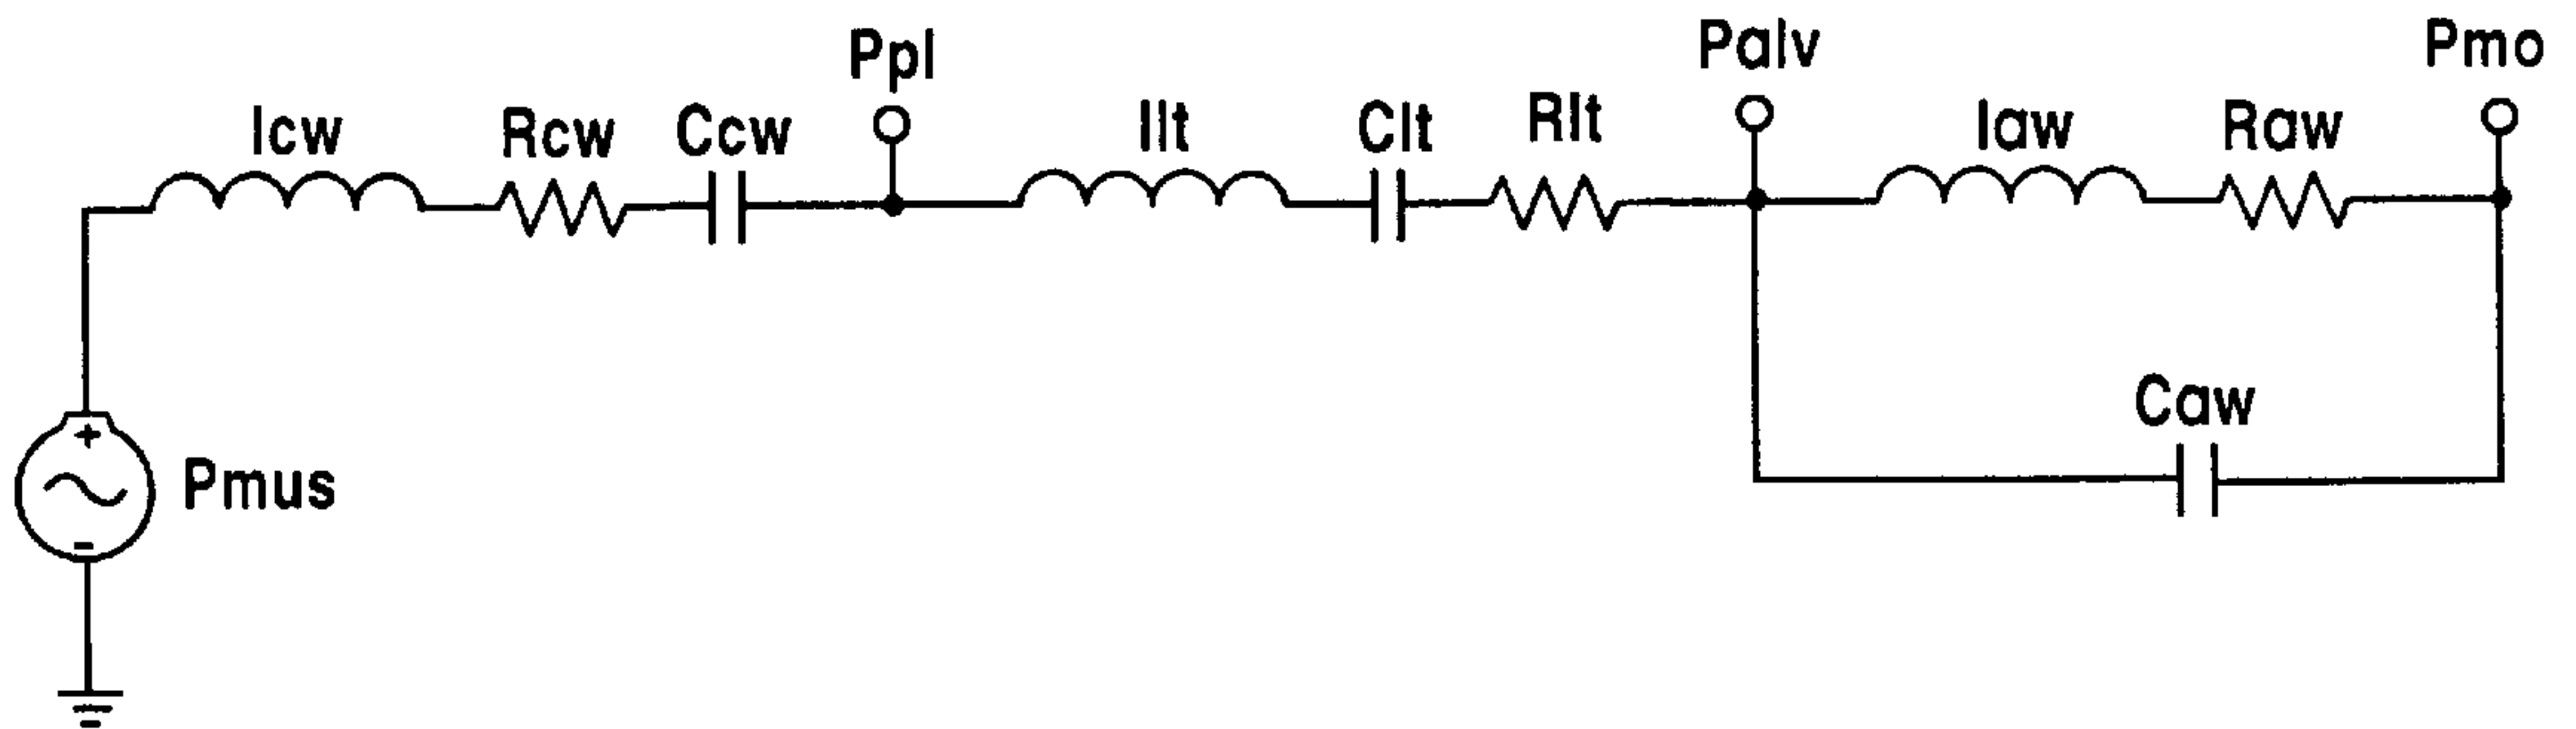 Ppl
Palv
Pmo
Icw
Rcw
Ccw
Ilt
Clt
Rlt
Iaw
Raw
Caw
+
Pmus
-